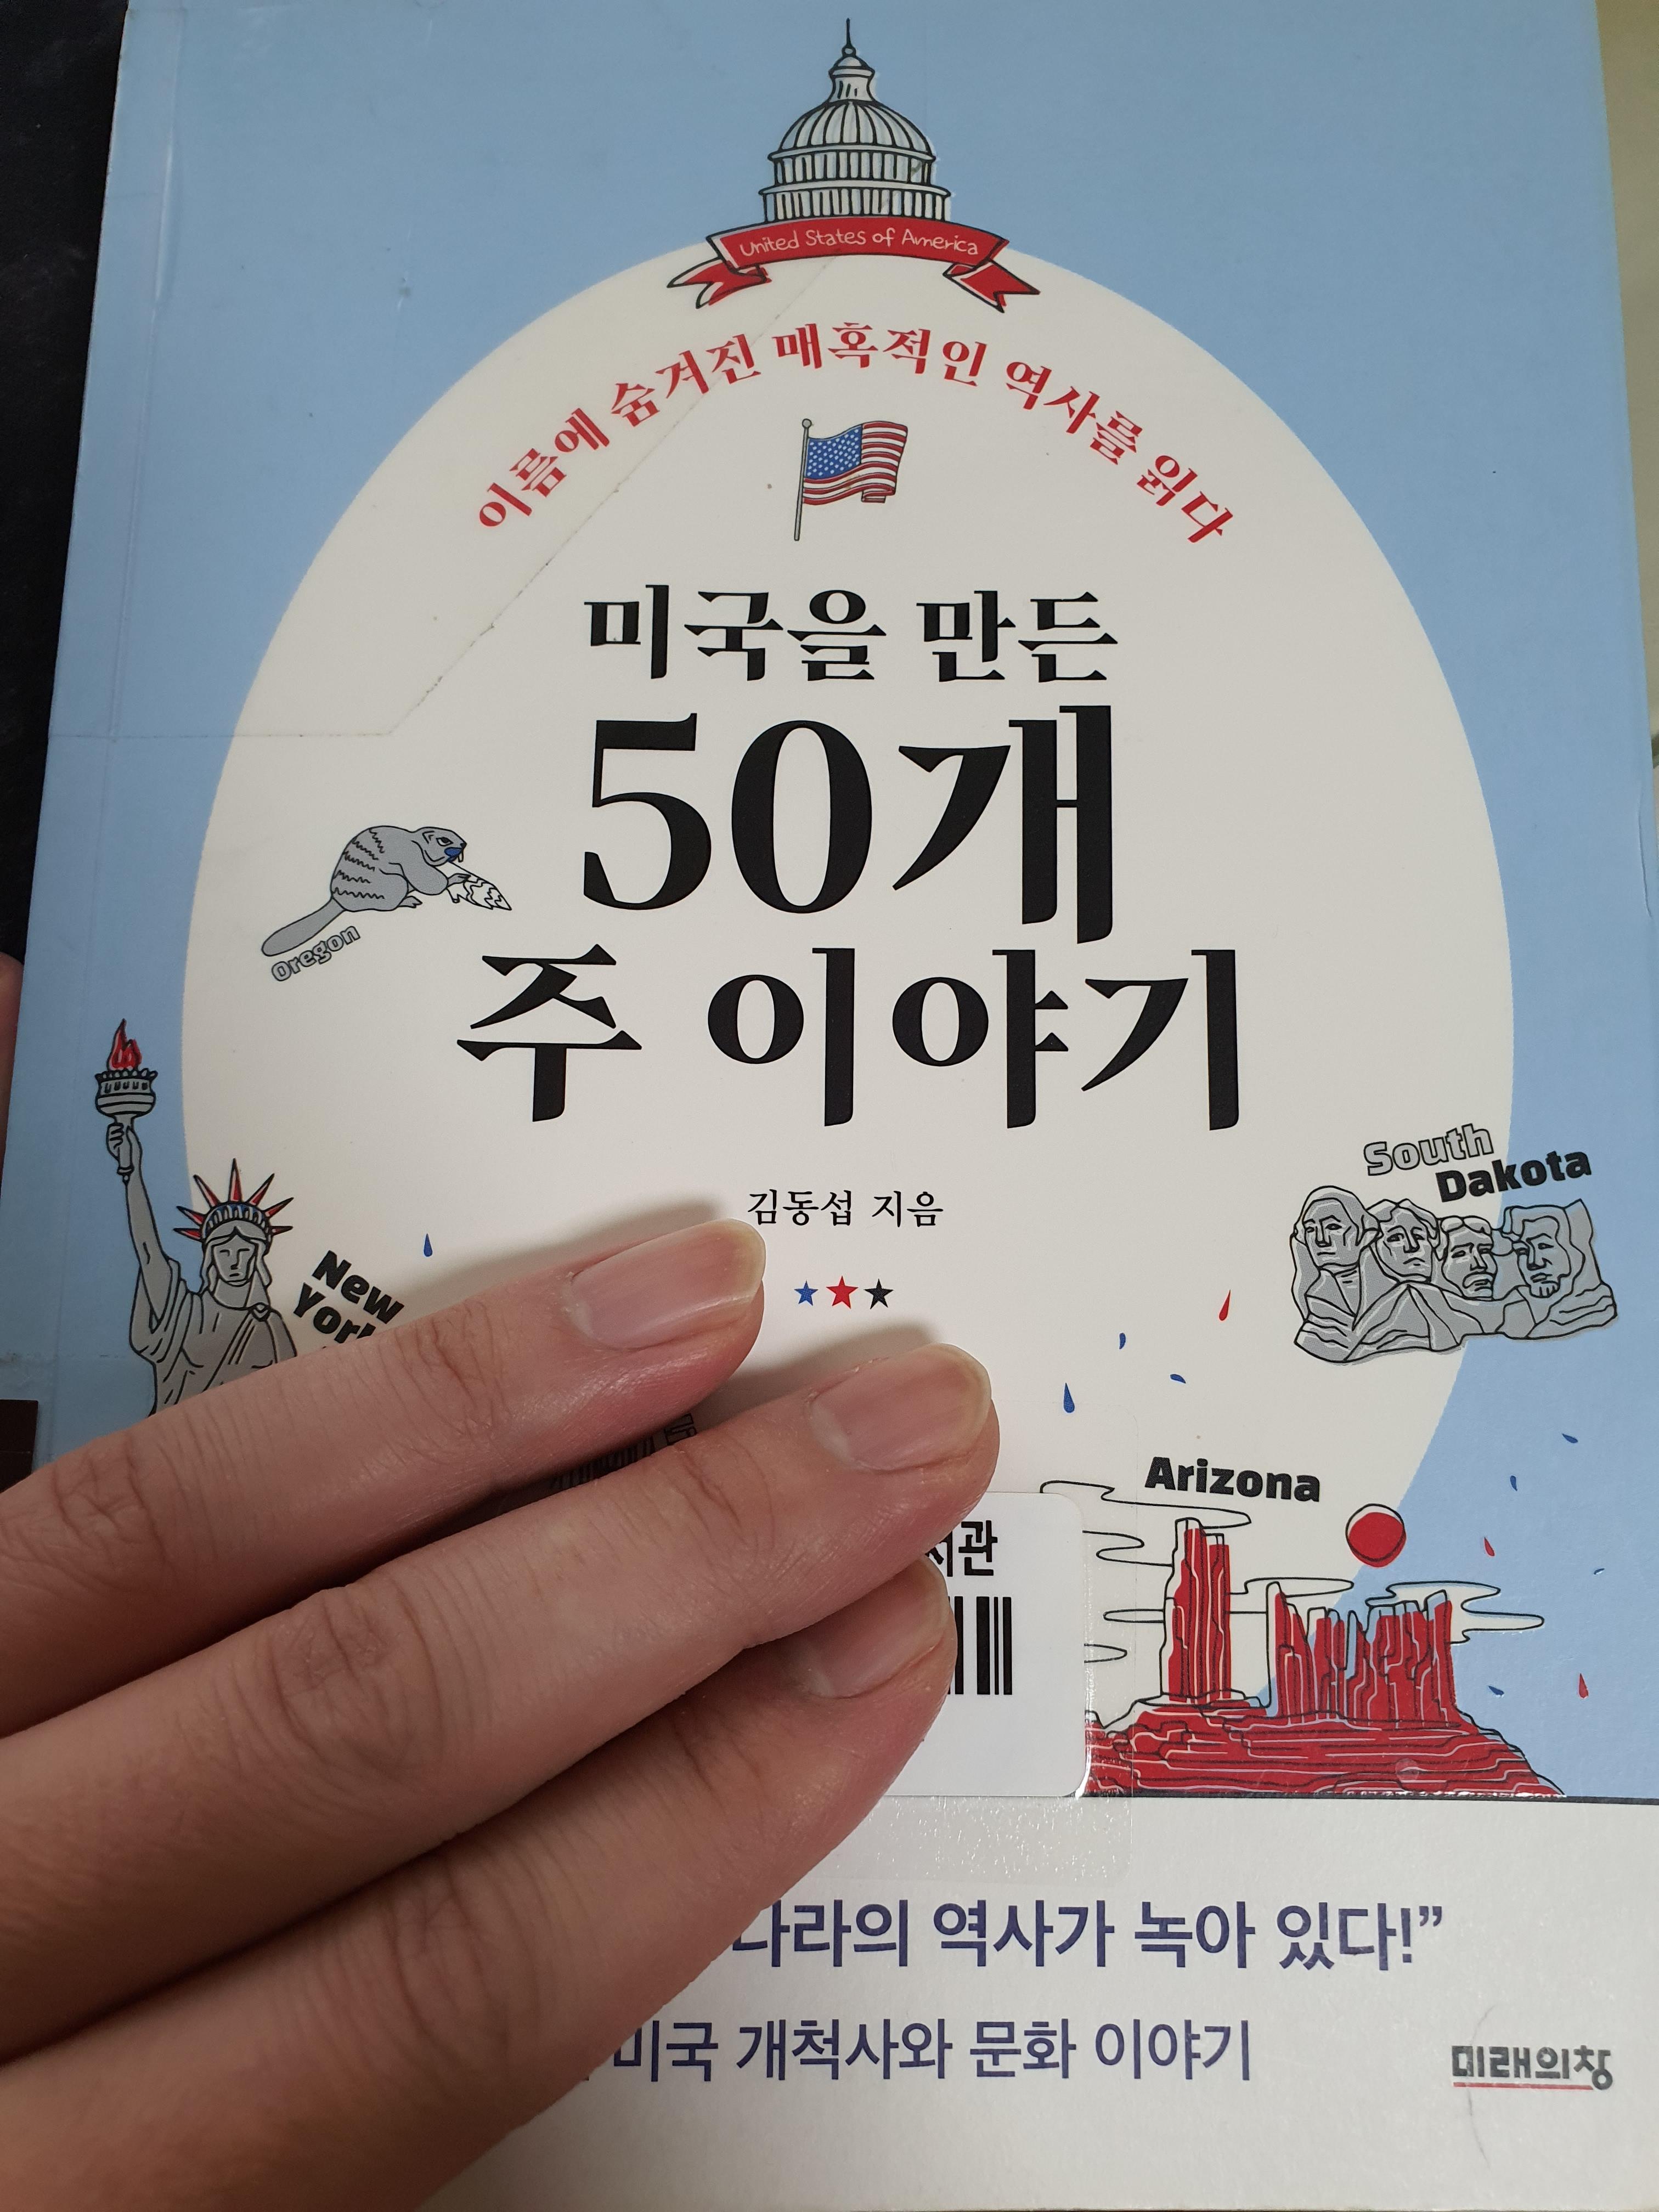 United States of America
이름에 숨겨진 매혹적인 역사를 읽다
미국을 만든
50개
주 이야기
Oregon
김동섭 지음
South
Dakota
New
Arizona
역사가 녹아 있다!”
미국 개척사와 문화 이야기
미래의창